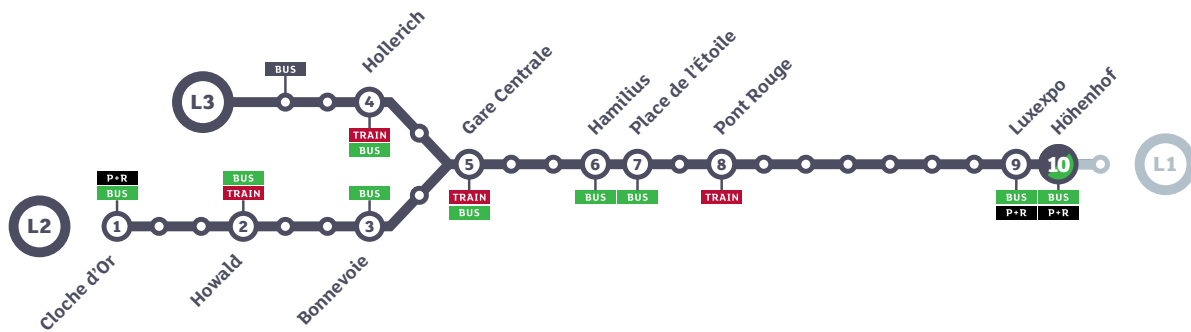 Hollerich
BUS
L3
4
TRAIN
BUS
Gare Centrale
5
TRAIN
BUS
Hamilius
6
BUS
Place de l'Étoile
7
BUS
Pont Rouge
8
TRAIN
Luxexpo
9
BUS
P+R
Höhenhof
10
BUS
P+R
L1
L2
P+R
BUS
1
Cloche d'Or
BUS
TRAIN
2
Howald
BUS
3
Bonnevoie